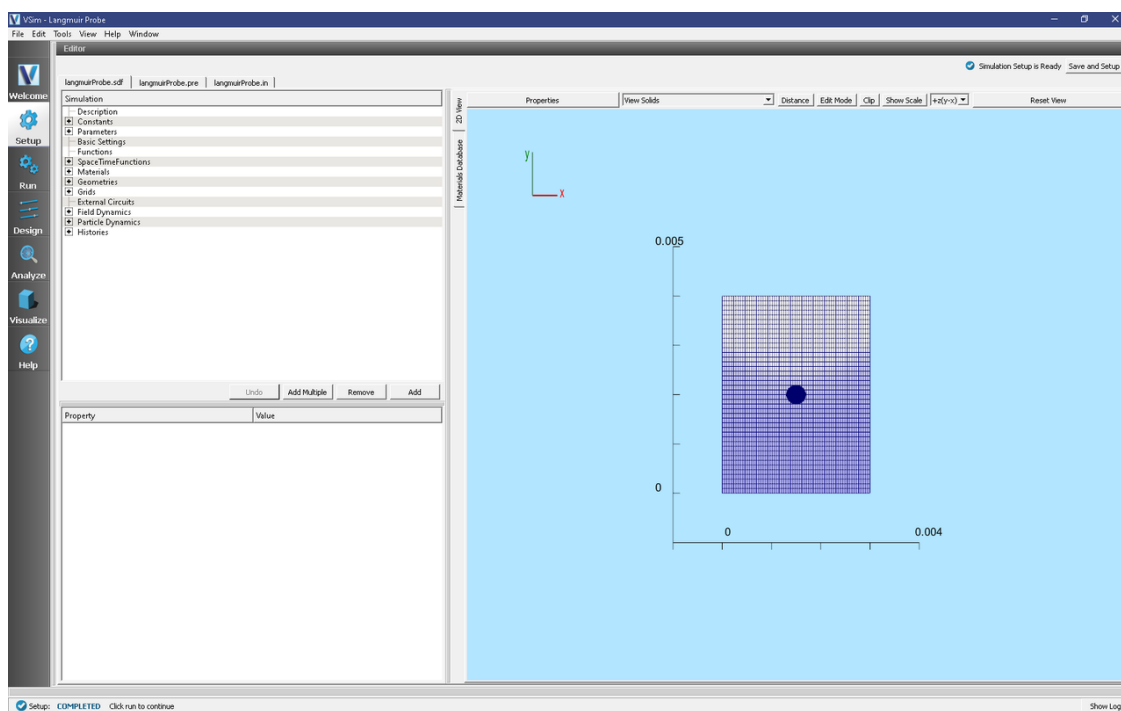 VSim - Langmuir Probe
File Edit Tools View Help Window
Editor
Simulation Setup is Ready Save and Setup
langmuirProbe.sdf langmuirProbe.pre langmuirProbe.in
Welcome
Setup
Run
Design
Analyze
Visualize
Help
Simulation
Description
Constants
Parameters
Basic Settings
Functions
SpaceTimeFunctions
Materials
Geometries
Grids
External Circuits
Field Dynamics
Particle Dynamics
Histories
Undo Add Multiple Remove Add
Property Value
2D View
Materials Database
Properties View Solids Distance Edit Mode Clip Show Scale +z(y-x) Reset View
y
x
0.005
0
0 0.004
Setup: COMPLETED Click run to continue Show Log